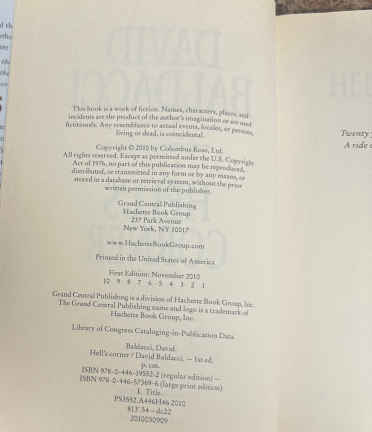 This book is a work of fiction. Names, characters, places, and
incidents are the product of the author's imagination or are used
fictitiously. Any resemblance to actual events, locales, or persons,
living or dead, is coincidental.
Copyright © 2010 by Columbus Rose, Ltd.
All rights reserved. Except as permitted under the U.S. Copyright
Act of 1976, no part of this publication may be reproduced,
distributed, or transmitted in any form or by any means, or
stored in a database or retrieval system, without the prior
written permission of the publisher.
Grand Central Publishing
Hachette Book Group
237 Park Avenue
New York, NY 10017
www.HachetteBookGroup.com
Printed in the United States of America
First Edition: November 2010
10 9 8 7 6 5 4 3 2 1
Grand Central Publishing is a division of Hachette Book Group, Inc.
The Grand Central Publishing name and logo is a trademark of
Hachette Book Group, Inc.
Library of Congress Cataloging-in-Publication Data
Baldacci, David.
Hell's corner / David Baldacci. — 1st ed.
p. cm.
ISBN 978-0-446-19552-2 (regular edition) —
ISBN 978-0-446-57369-6 (large print edition)
I. Title.
PS3552.A446H46 2010
813'.54—dc22
2010030909
Twenty
A ride